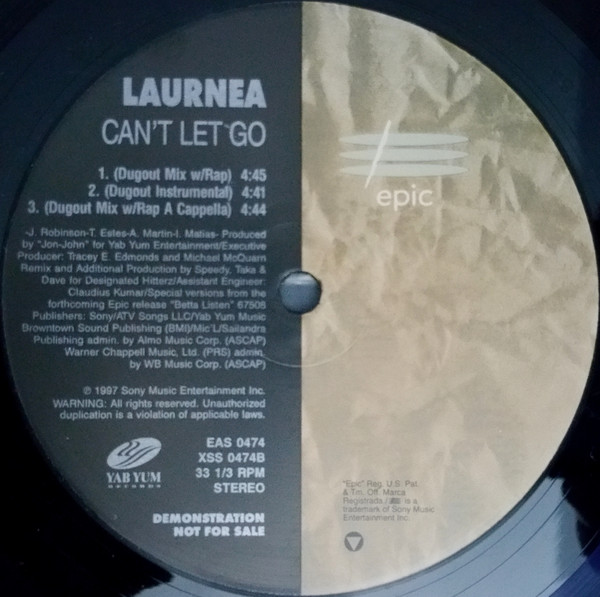 LAURNEA
CAN'T LET GO
1. (Dugout Mix w/Rap) 4:45
2. (Dugout Instrumental) 4:41
3. (Dugout Mix w/Rap A Cappella) 4:44
-J. Robinson-T. Estes-A. Martin-I. Matias- Produced
by "Jon-John" for Yab Yum Entertainment/Executive
Producer: Tracey E. Edmonds and Michael McQuarn
Remix and Additional Production by Speedy, Take &
Dave for Designated Hitterz/Assistant Engineer:
Claudius Kumar/Special versions from the
forthcoming Epic release "Betta Listen" 67508
Publishers: Sony/ATV Songs LLC/Yab Yum Music
Browntown Sound Publishing (BMI)/Mic'L/Sailandra
Publishing admin. by Almo Music Corp. (ASCAP)
Warner Chappell Music, Ltd. (PRS) admin.
by WB Music Corp. (ASCAP)
℗ 1997 Sony Music Entertainment Inc.
WARNING: All rights reserved. Unauthorized
duplication is a violation of applicable laws.
EAS 0474
XSS 0474B
33 1/3 RPM
STEREO
YAB YUM
RECORDS
DEMONSTRATION
NOT FOR SALE
epic
"Epic" Reg. U.S. Pat.
& Tm. Off. Marca
Registrada./ is a
trademark of Sony Music
Entertainment Inc.